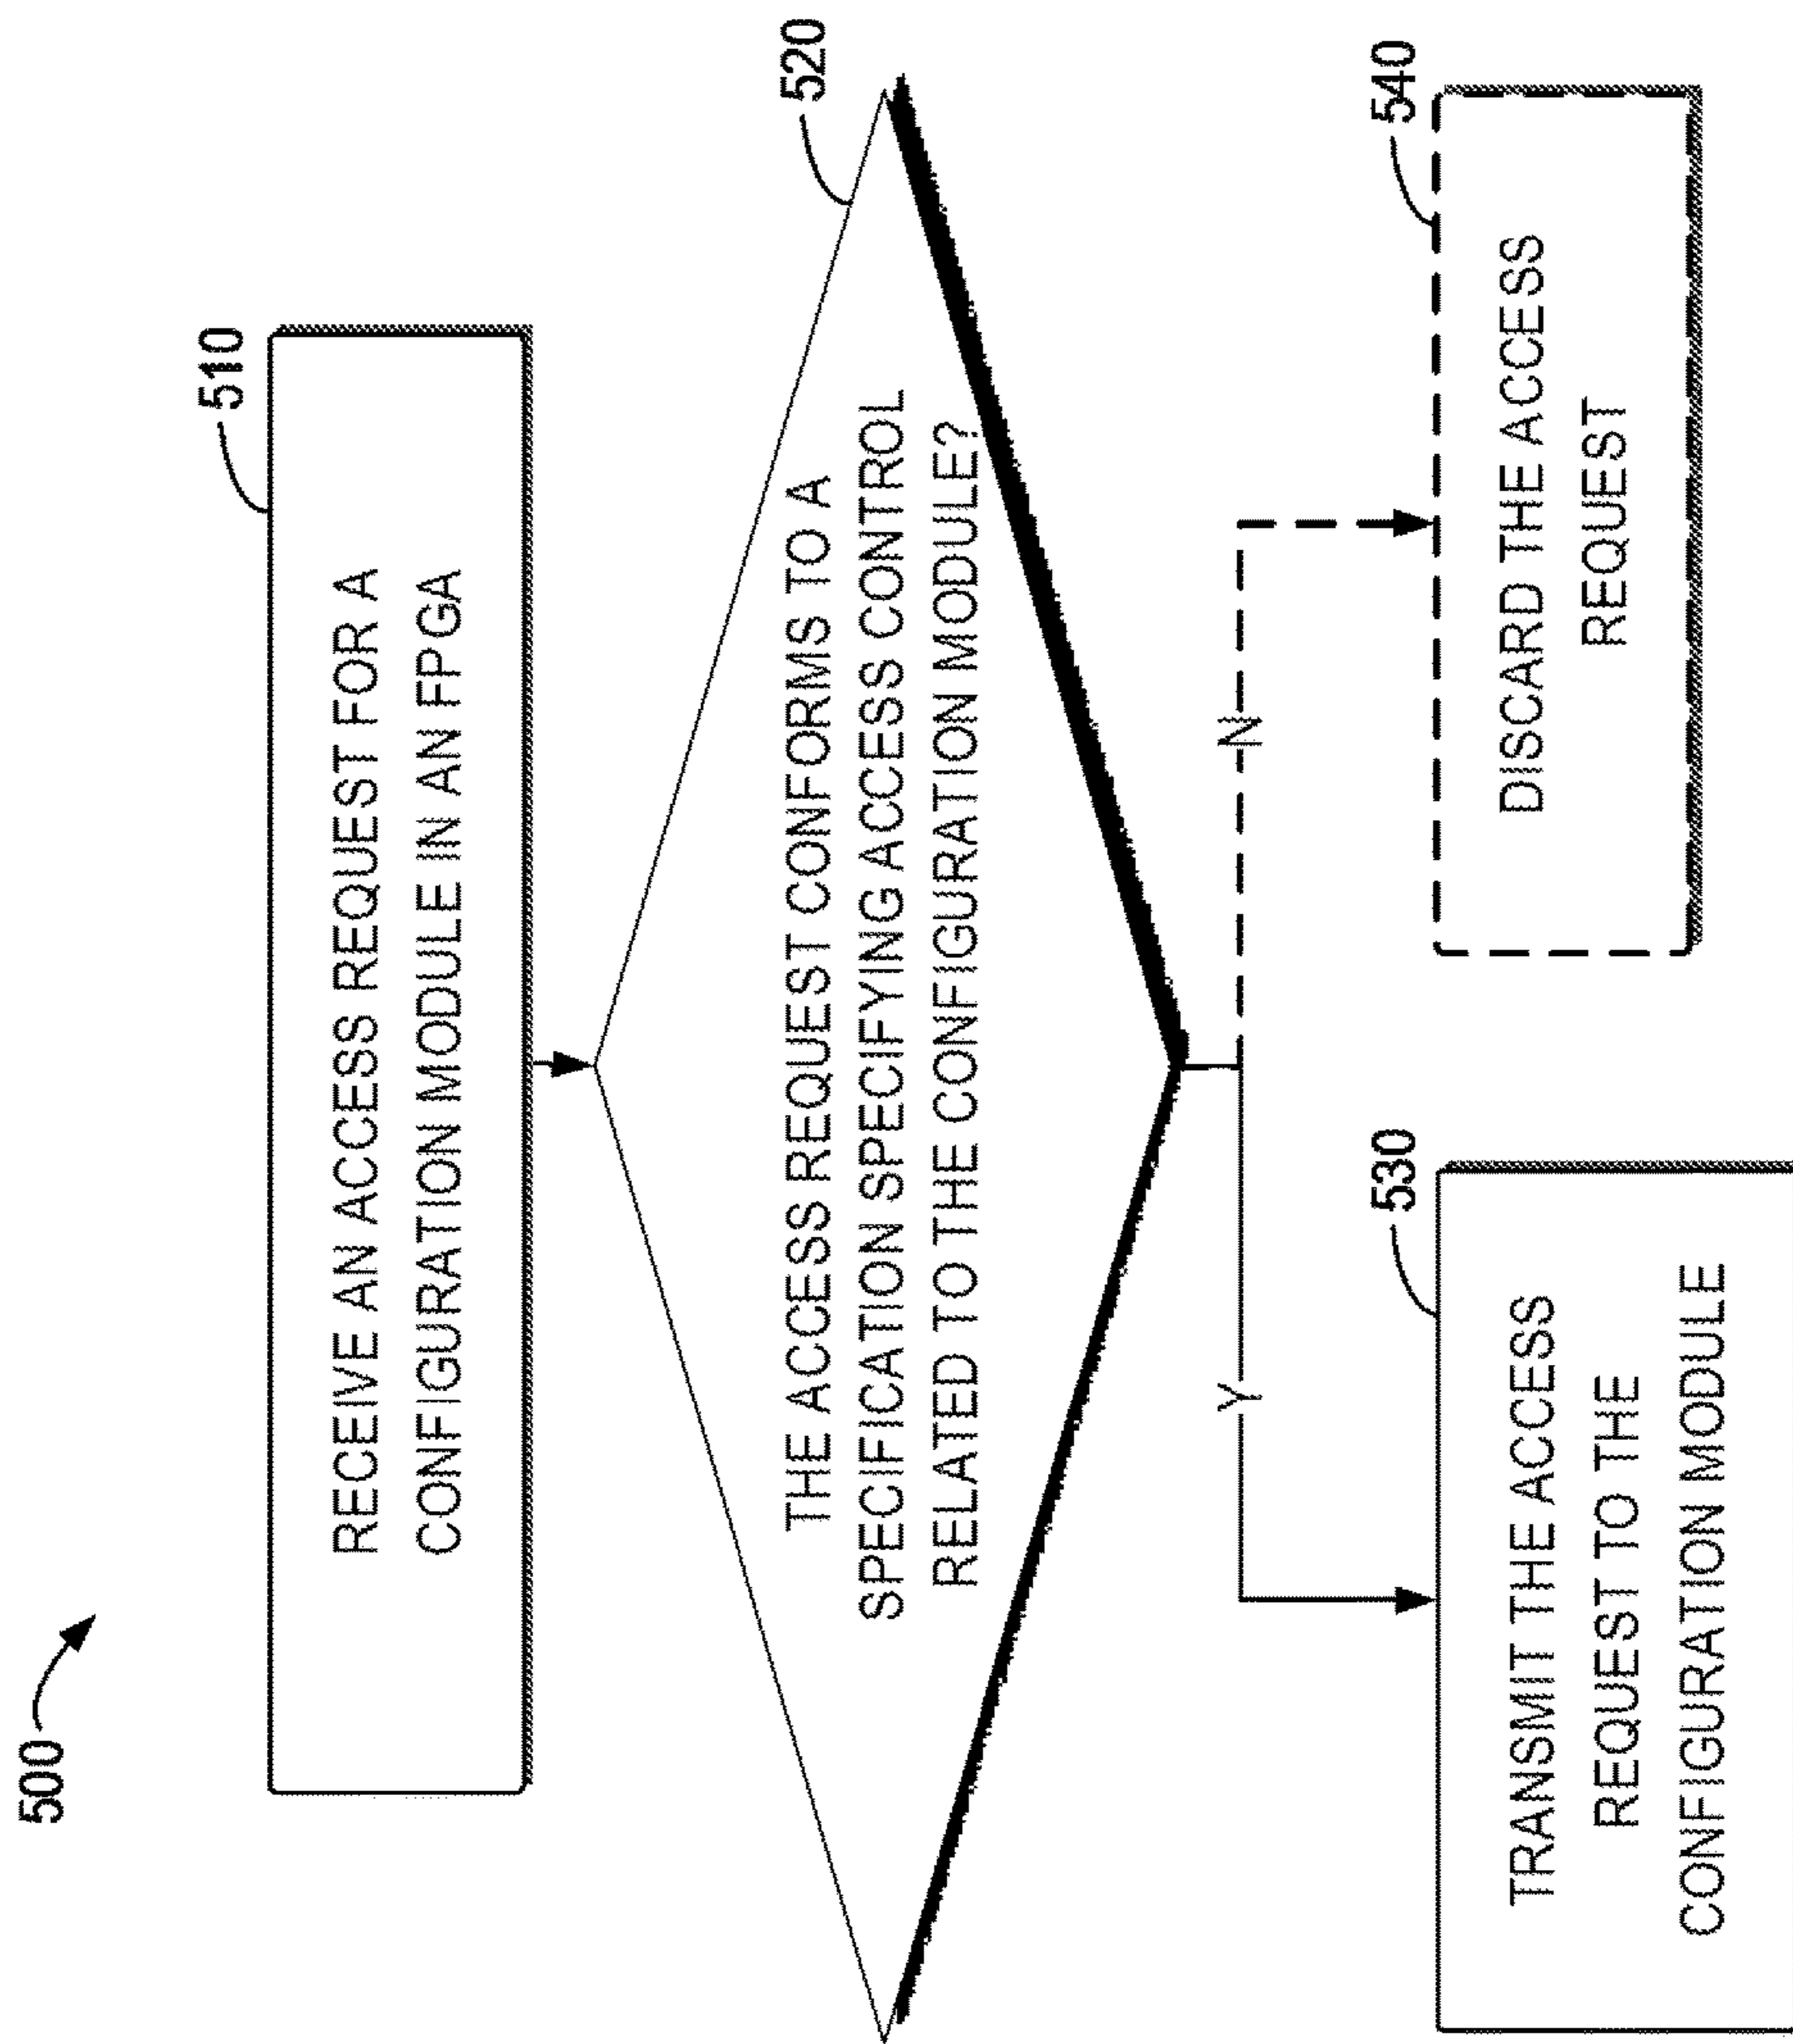 500
510
RECEIVE AN ACCESS REQUEST FOR A
CONFIGURATION MODULE IN AN FPGA
520
THE ACCESS REQUEST CONFORMS TO A
SPECIFICATION SPECIFYING ACCESS CONTROL
RELATED TO THE CONFIGURATION MODULE?
Y
N
530
TRANSMIT THE ACCESS
REQUEST TO THE
CONFIGURATION MODULE
540
DISCARD THE ACCESS
REQUEST